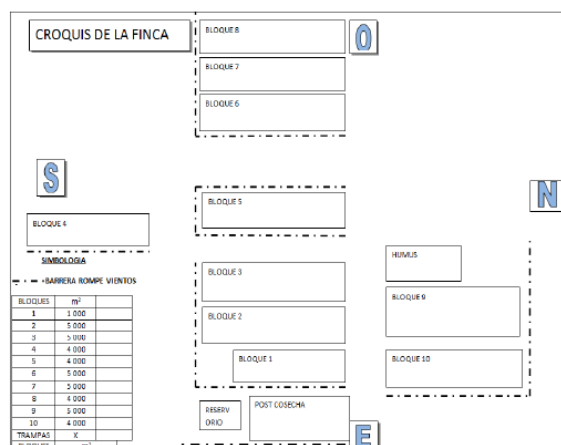 CROQUIS DE LA FINCA
BLOQUE 8
O
BLOQUE 7
BLOQUE 6
S
N
BLOQUE 5
BLOQUE 4
SIMBOLOGIA
=BARRERA ROMPE VIENTOS
HUMUS
BLOQUE 3
BLOQUE 9
BLOQUE 2
BLOQUE 1
BLOQUE 10
RESERV
ORIO
POST COSECHA
E
BLOQUES m²
1 1 000
2 5 000
3 5 000
4 4 000
5 4 000
6 5 000
7 5 000
8 4 000
9 5 000
10 4 000
TRAMPAS X